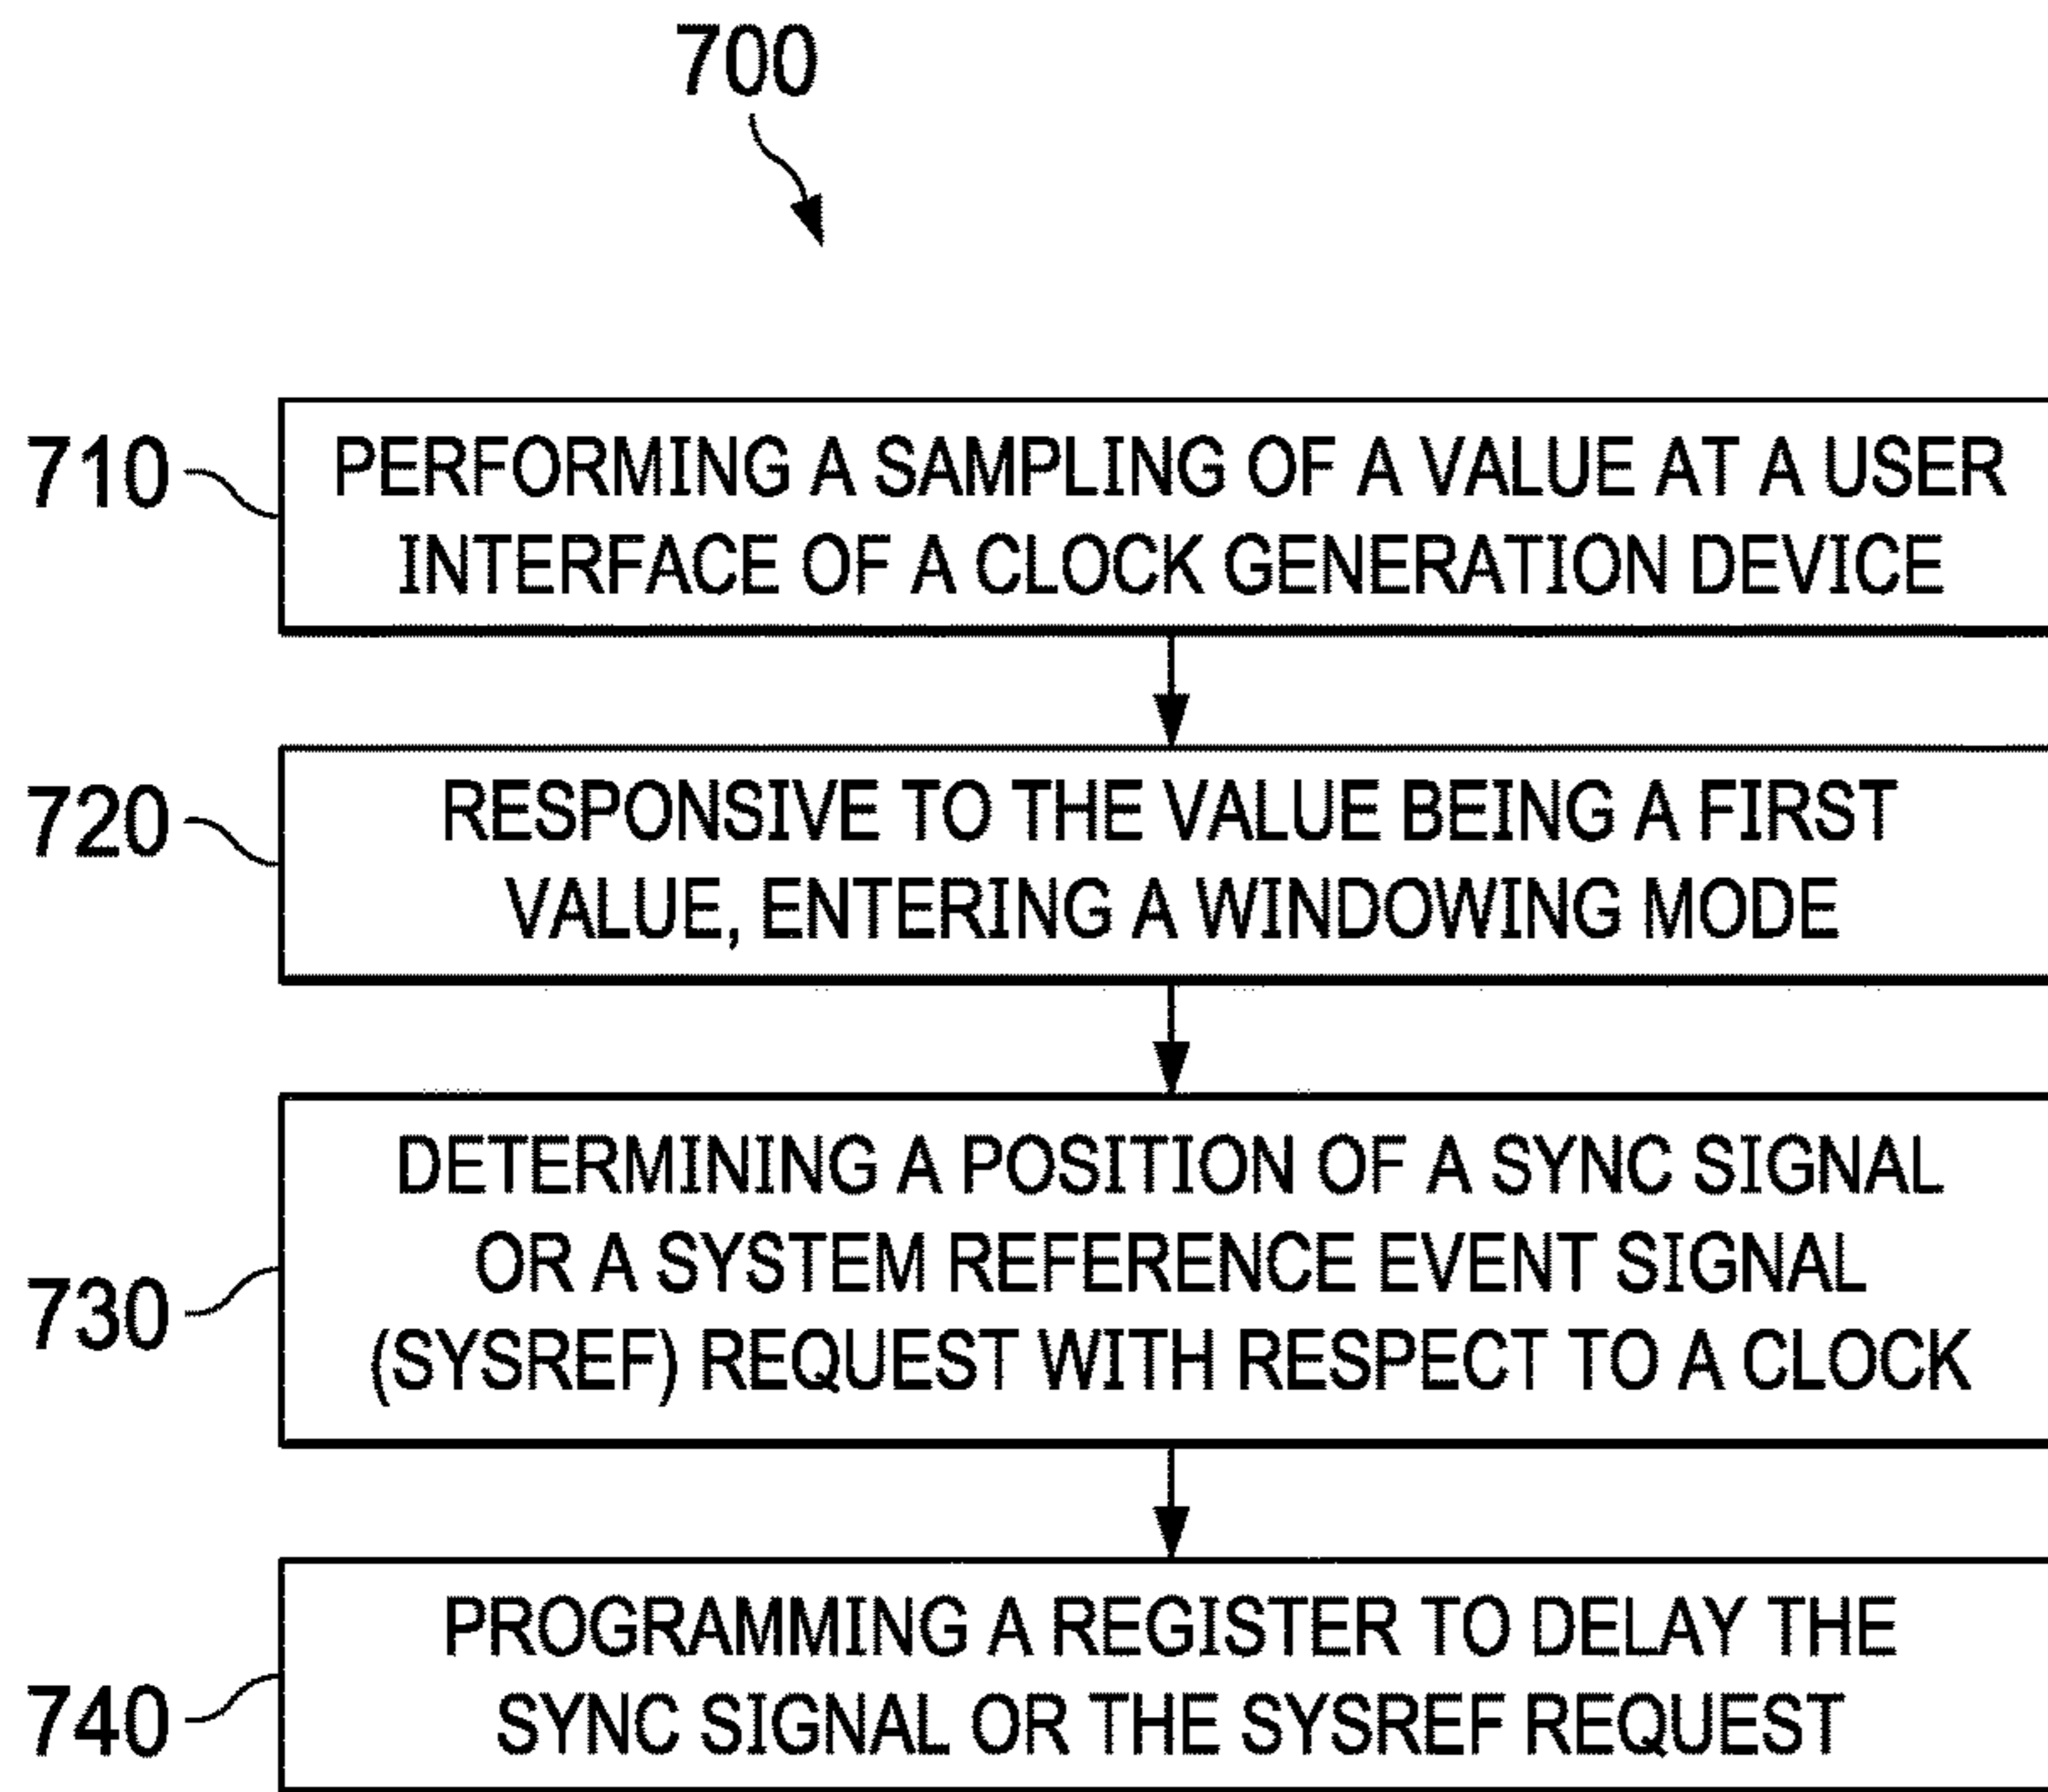 700
710
PERFORMING A SAMPLING OF A VALUE AT A USER
INTERFACE OF A CLOCK GENERATION DEVICE
720
RESPONSIVE TO THE VALUE BEING A FIRST
VALUE, ENTERING A WINDOWING MODE
730
DETERMINING A POSITION OF A SYNC SIGNAL
OR A SYSTEM REFERENCE EVENT SIGNAL
(SYSREF) REQUEST WITH RESPECT TO A CLOCK
740
PROGRAMMING A REGISTER TO DELAY THE
SYNC SIGNAL OR THE SYSREF REQUEST